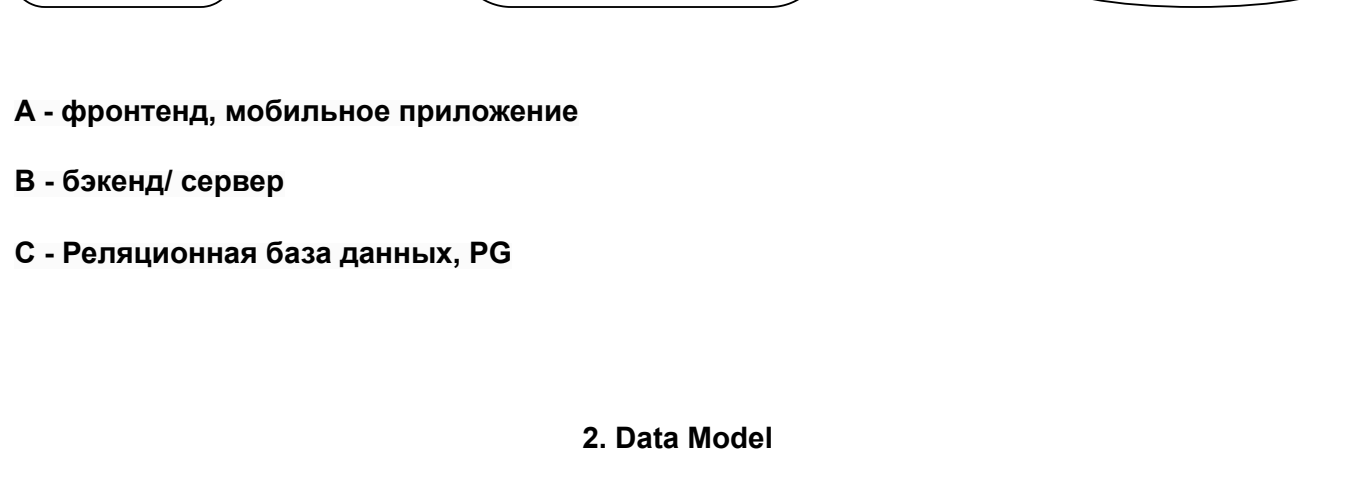 A - фронтенд, мобильное приложение
B - бэкенд/ сервер
C - Реляционная база данных, PG
2. Data Model